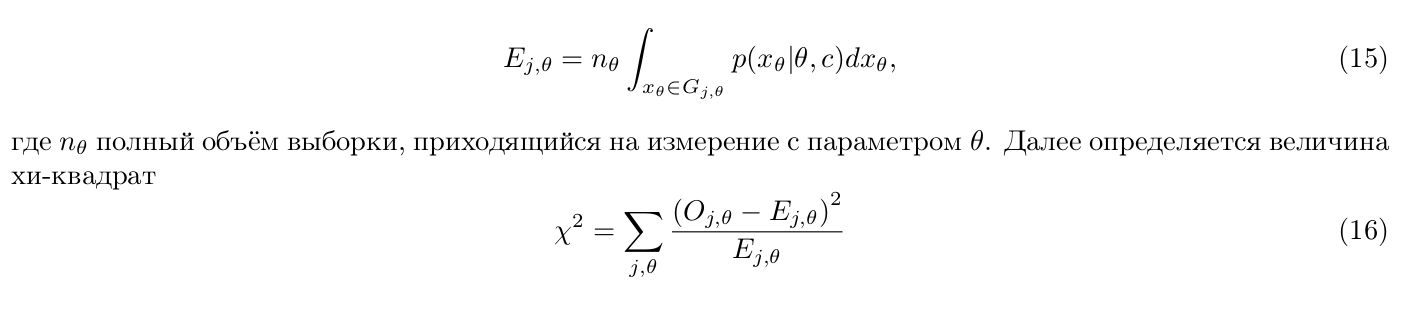 E_{j,θ} = n_θ ∫_{x_θ∈G_{j,θ}} p(x_θ|θ, c)dx_θ, (15)
где n_θ полный объём выборки, приходящийся на измерение с параметром θ. Далее определяется величина
хи-квадрат
χ² = ∑_{j,θ} (O_{j,θ} − E_{j,θ})² / E_{j,θ} (16)